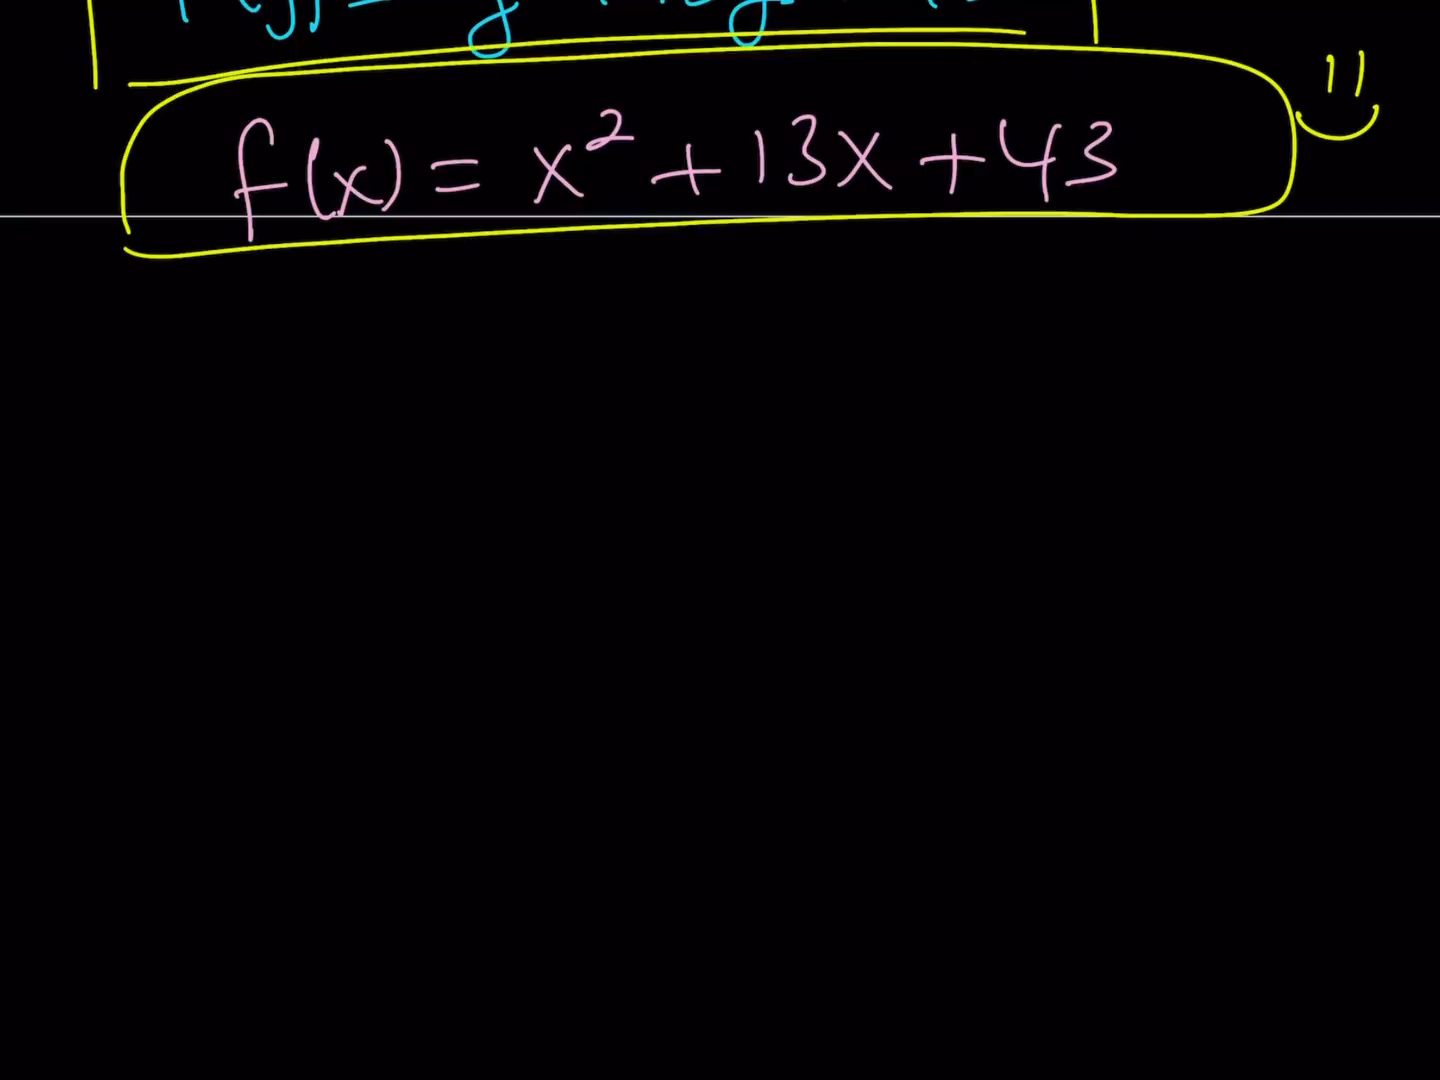 f(x) = x² + 13x + 43